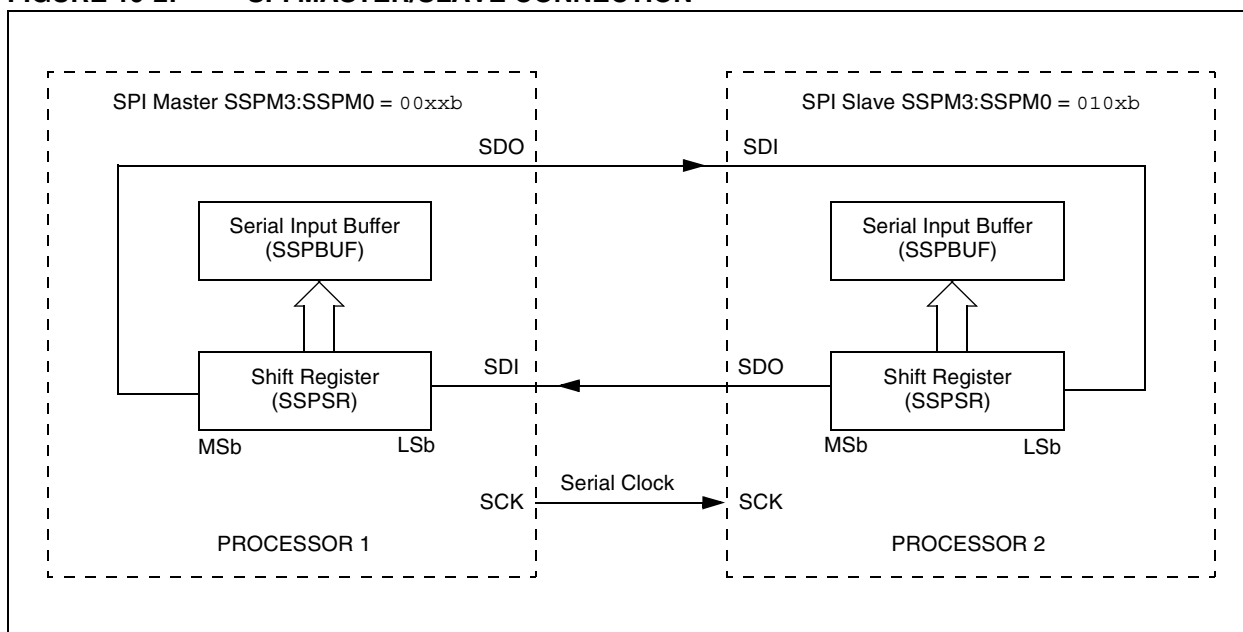 SPI Master SSPM3:SSPM0 = 00xxb
SPI Slave SSPM3:SSPM0 = 010xb
SDO
SDI
Serial Input Buffer
(SSPBUF)
Serial Input Buffer
(SSPBUF)
Shift Register
(SSPSR)
SDI
SDO
Shift Register
(SSPSR)
MSb
LSb
MSb
LSb
Serial Clock
SCK
SCK
PROCESSOR 1
PROCESSOR 2